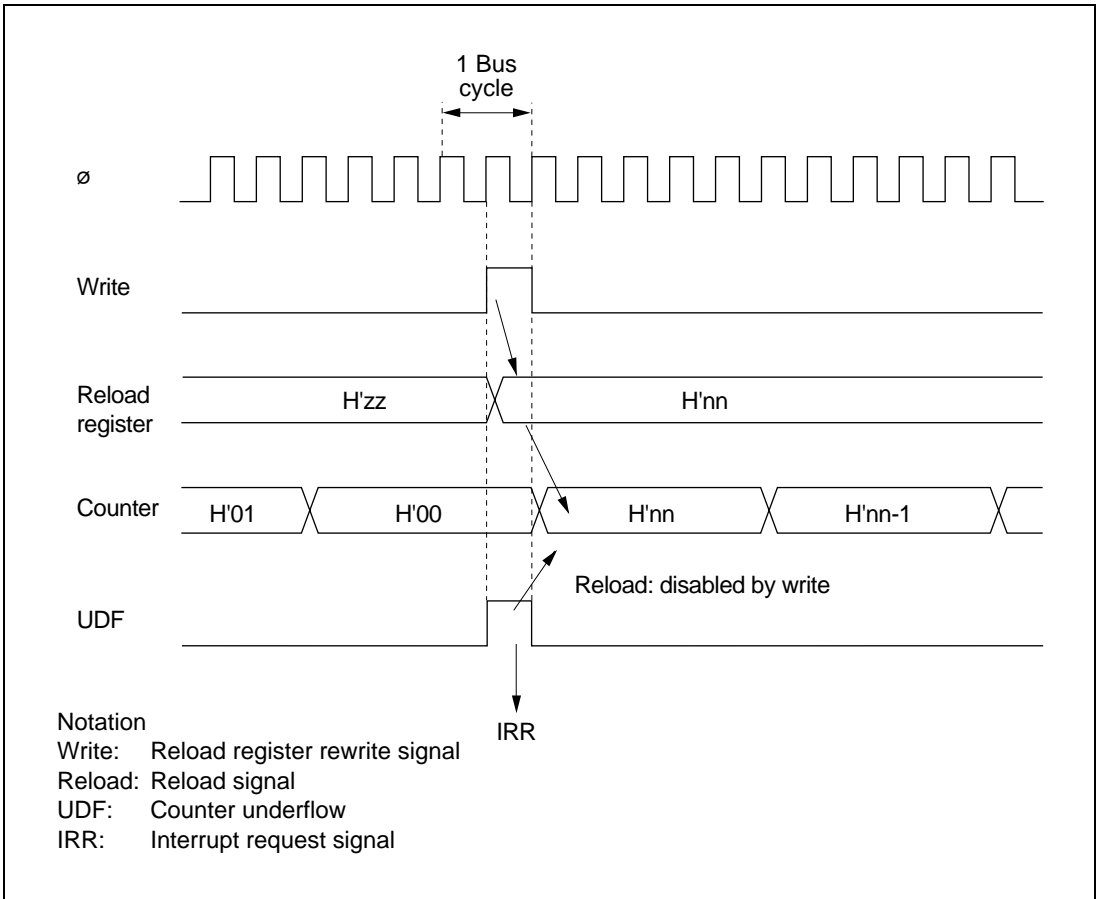 1 Bus
cycle
ø
Write
Reload
register
H'zz
H'nn
Counter
H'01
H'00
H'nn
H'nn-1
Reload: disabled by write
UDF
IRR
Notation
Write: Reload register rewrite signal
Reload: Reload signal
UDF: Counter underflow
IRR: Interrupt request signal